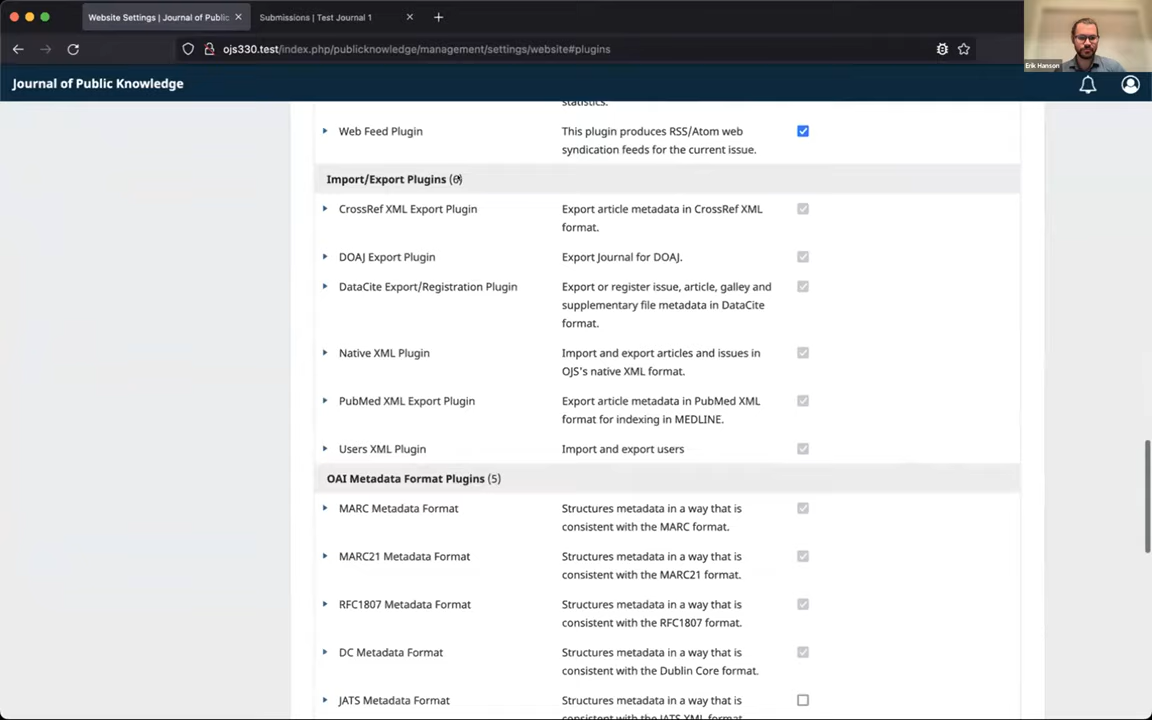 Website Settings | Journal of Public
Submissions | Test Journal 1
ojs330.test/index.php/publicknowledge/management/settings/website#plugins
Erik Hanson
Journal of Public Knowledge
statistics.
Web Feed Plugin
This plugin produces RSS/Atom web
syndication feeds for the current issue.
Import/Export Plugins (6)
CrossRef XML Export Plugin
Export article metadata in CrossRef XML
format.
DOAJ Export Plugin
Export Journal for DOAJ.
DataCite Export/Registration Plugin
Export or register issue, article, galley and
supplementary file metadata in DataCite
format.
Native XML Plugin
Import and export articles and issues in
OJS's native XML format.
PubMed XML Export Plugin
Export article metadata in PubMed XML
format for indexing in MEDLINE.
Users XML Plugin
Import and export users
OAI Metadata Format Plugins (5)
MARC Metadata Format
Structures metadata in a way that is
consistent with the MARC format.
MARC21 Metadata Format
Structures metadata in a way that is
consistent with the MARC21 format.
RFC1807 Metadata Format
Structures metadata in a way that is
consistent with the RFC1807 format.
DC Metadata Format
Structures metadata in a way that is
consistent with the Dublin Core format.
JATS Metadata Format
Structures metadata in a way that is
consistent with the JATS XML format.